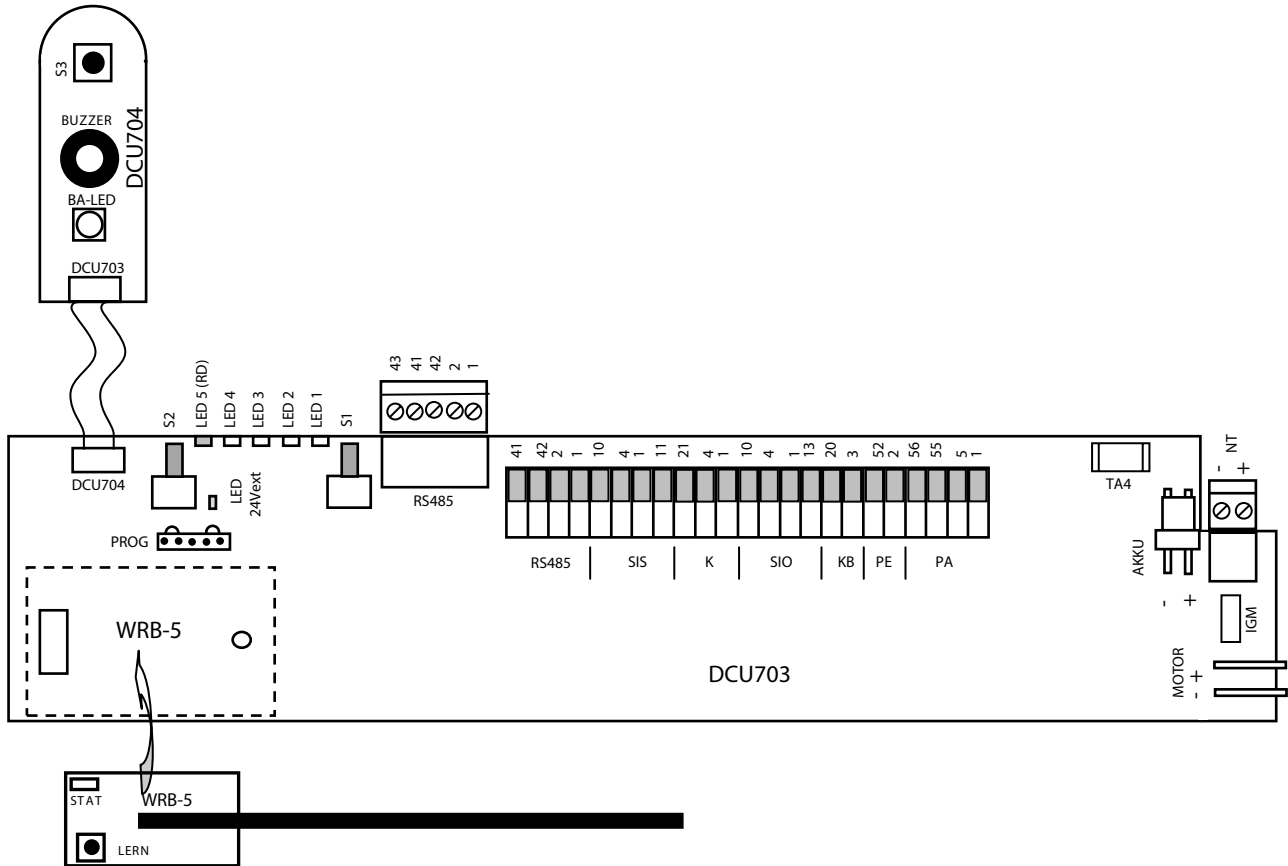 S3
DCU704
BUZZER
BA-LED
DCU703
43 41 42 2 1
S2 LED 5 (RD) LED 4 LED 3 LED 2 LED 1 S1
41 42 2 1 10 4 1 11 21 4 1 10 4 1 13 20 3 52 2 56 55 5 1
NT
- +
DCU704
LED
24Vext
RS485
TA4
PROG
RS485 SIS K SIO KB PE PA
AKKU
- +
IGM
WRB-5
DCU703
MOTOR
- +
STAT
WRB-5
LERN